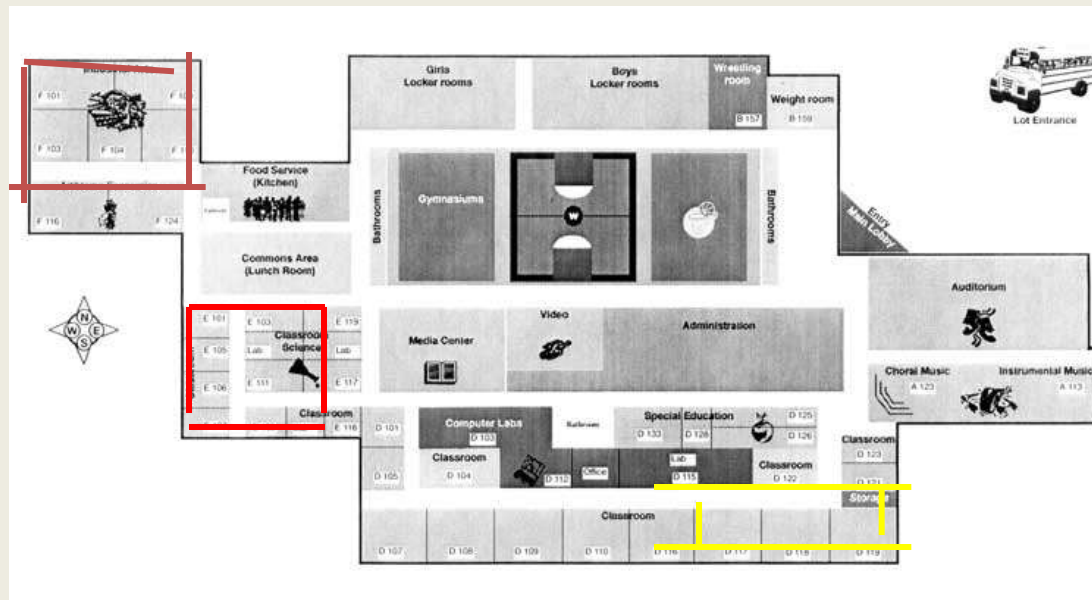 Girls
Locker rooms
Boys
Locker rooms
Wrestling
room
B 157
Weight room
B 159
Lot Entrance
F 101
F 103
F 104
Food Service
(Kitchen)
F 116
F 124
Commons Area
(Lunch Room)
Bathrooms
Gymnasiums
W
Bathrooms
Entry
Main Lobby
Auditorium
N
W E
S
E 101
E 103
E 119
Classroom
Science
E 105
Lab
Lab
E 106
E 111
E 117
Classroom
E 116
Media Center
Video
Administration
Choral Music
A 123
Instrumental Music
A 113
D 101
Computer Labs
D 103
Bathroom
Special Education
D 133
D 128
D 125
D 126
Classroom
D 123
D 121
Storage
D 105
Classroom
D 104
D 112
Office
Lab
D 115
Classroom
D 122
Classroom
D 107
D 108
D 109
D 110
D 116
D 117
D 118
D 119